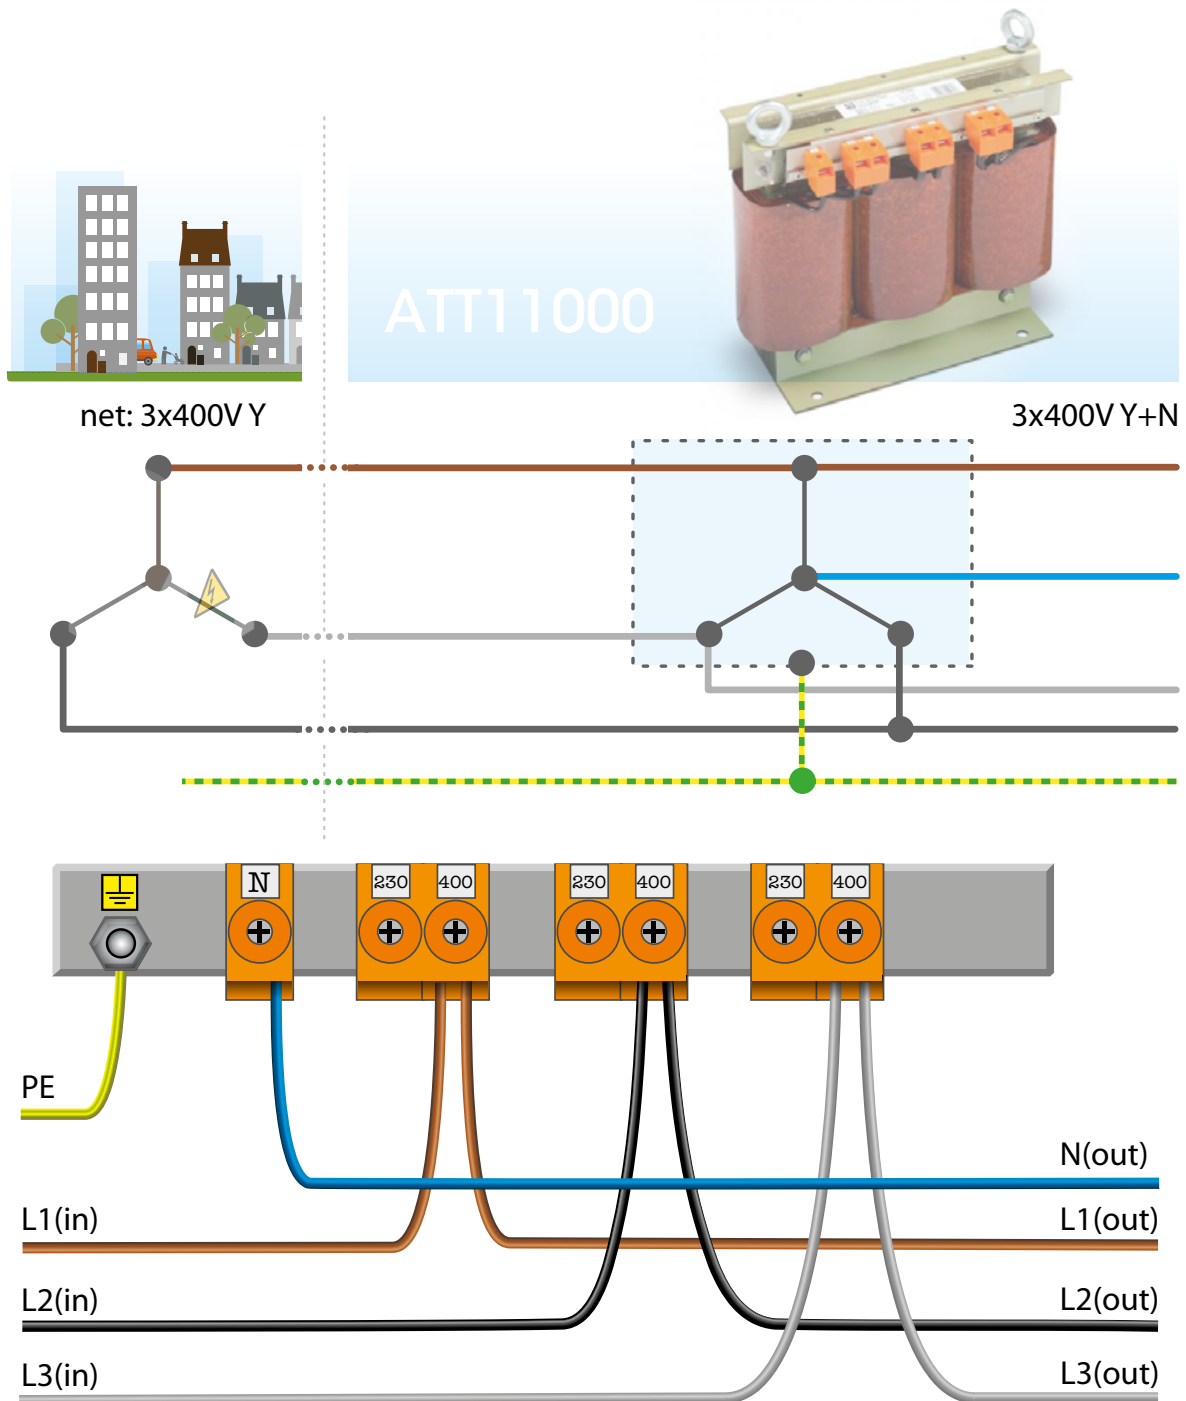 ATT11000
net: 3x400V Y
3x400V Y+N
N
230
400
230
400
230
400
PE
N(out)
L1(in)
L1(out)
L2(in)
L2(out)
L3(in)
L3(out)